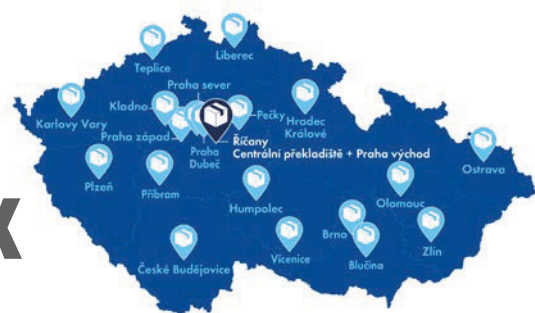 Liberec
Teplice
Praha sever
Kladno
Pečky
Hradec
Králové
Karlovy Vary
Praha západ
Praha
Dubeč
Říčany
Centrální překladiště + Praha východ
Ostrava
Plzeň
Příbram
Humpolec
Olomouc
Brno
Zlín
Vícenice
Blučina
České Budějovice
X